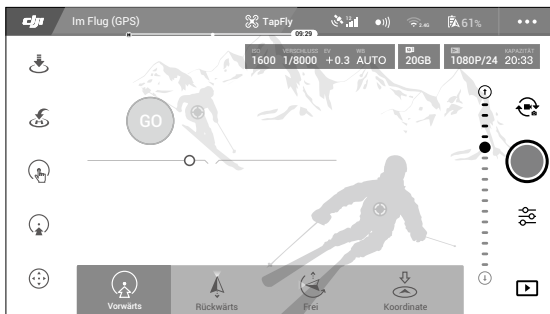 dji Im Flug (GPS) TapFly 12 2.4G 61%
09:29
ISO VERSCHLUSS EV WB KAPAZITÄT
1600 1/8000 +0.3 AUTO 20GB 1080P/24 20:33
GO
Vorwärts Rückwärts Frei Koordinate